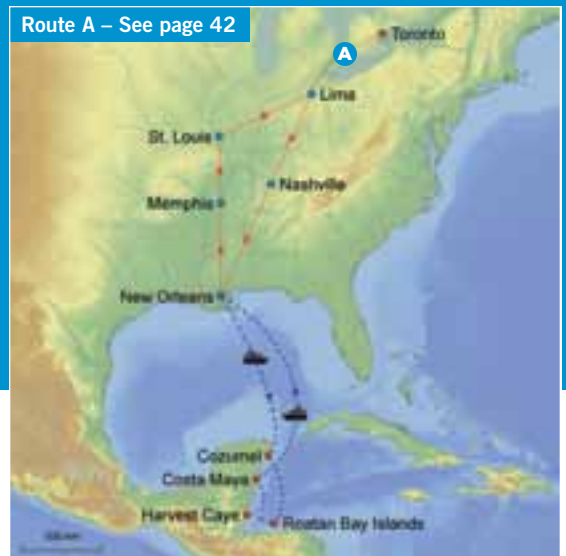 Route A – See page 42
Toronto
A
Lima
St. Louis
Nashville
Memphis
New Orleans
Cozumel
Costa Maya
Harvest Caye
Roatan Bay Islands